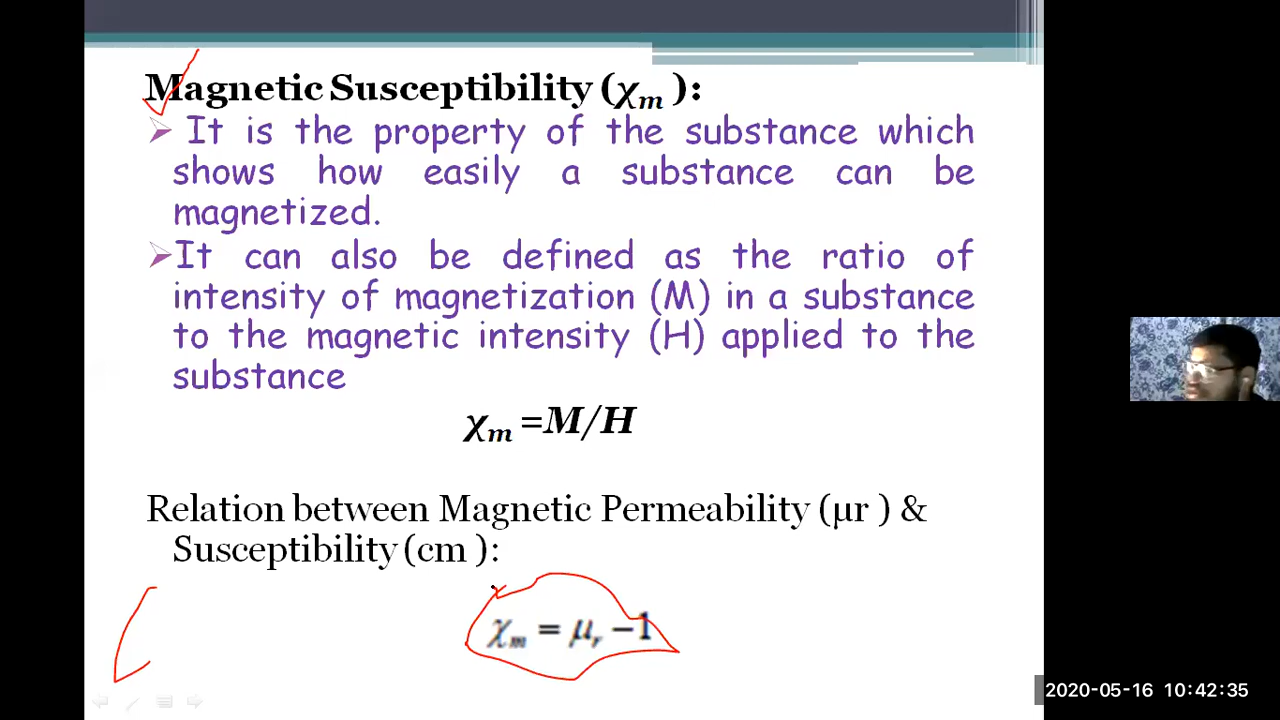 Magnetic Susceptibility (χm ):
➢ It is the property of the substance which
shows how easily a substance can be
magnetized.
➢It can also be defined as the ratio of
intensity of magnetization (M) in a substance
to the magnetic intensity (H) applied to the
substance
χm =M/H
Relation between Magnetic Permeability (µr ) &
Susceptibility (cm ):
χm = μr −1
2020-05-16 10:42:35